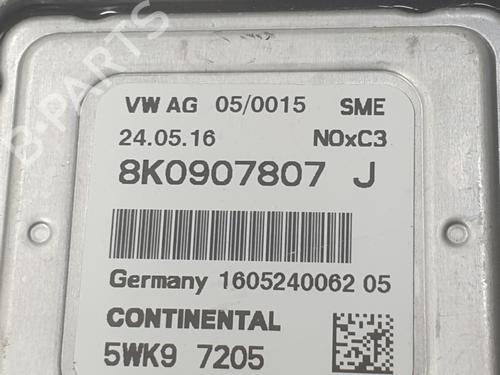 B-PARTS
VW AG 05/0015 SME
24.05.16 NOxC3
8K0907807 J
Germany 1605240062 05
CONTINENTAL
5WK9 7205